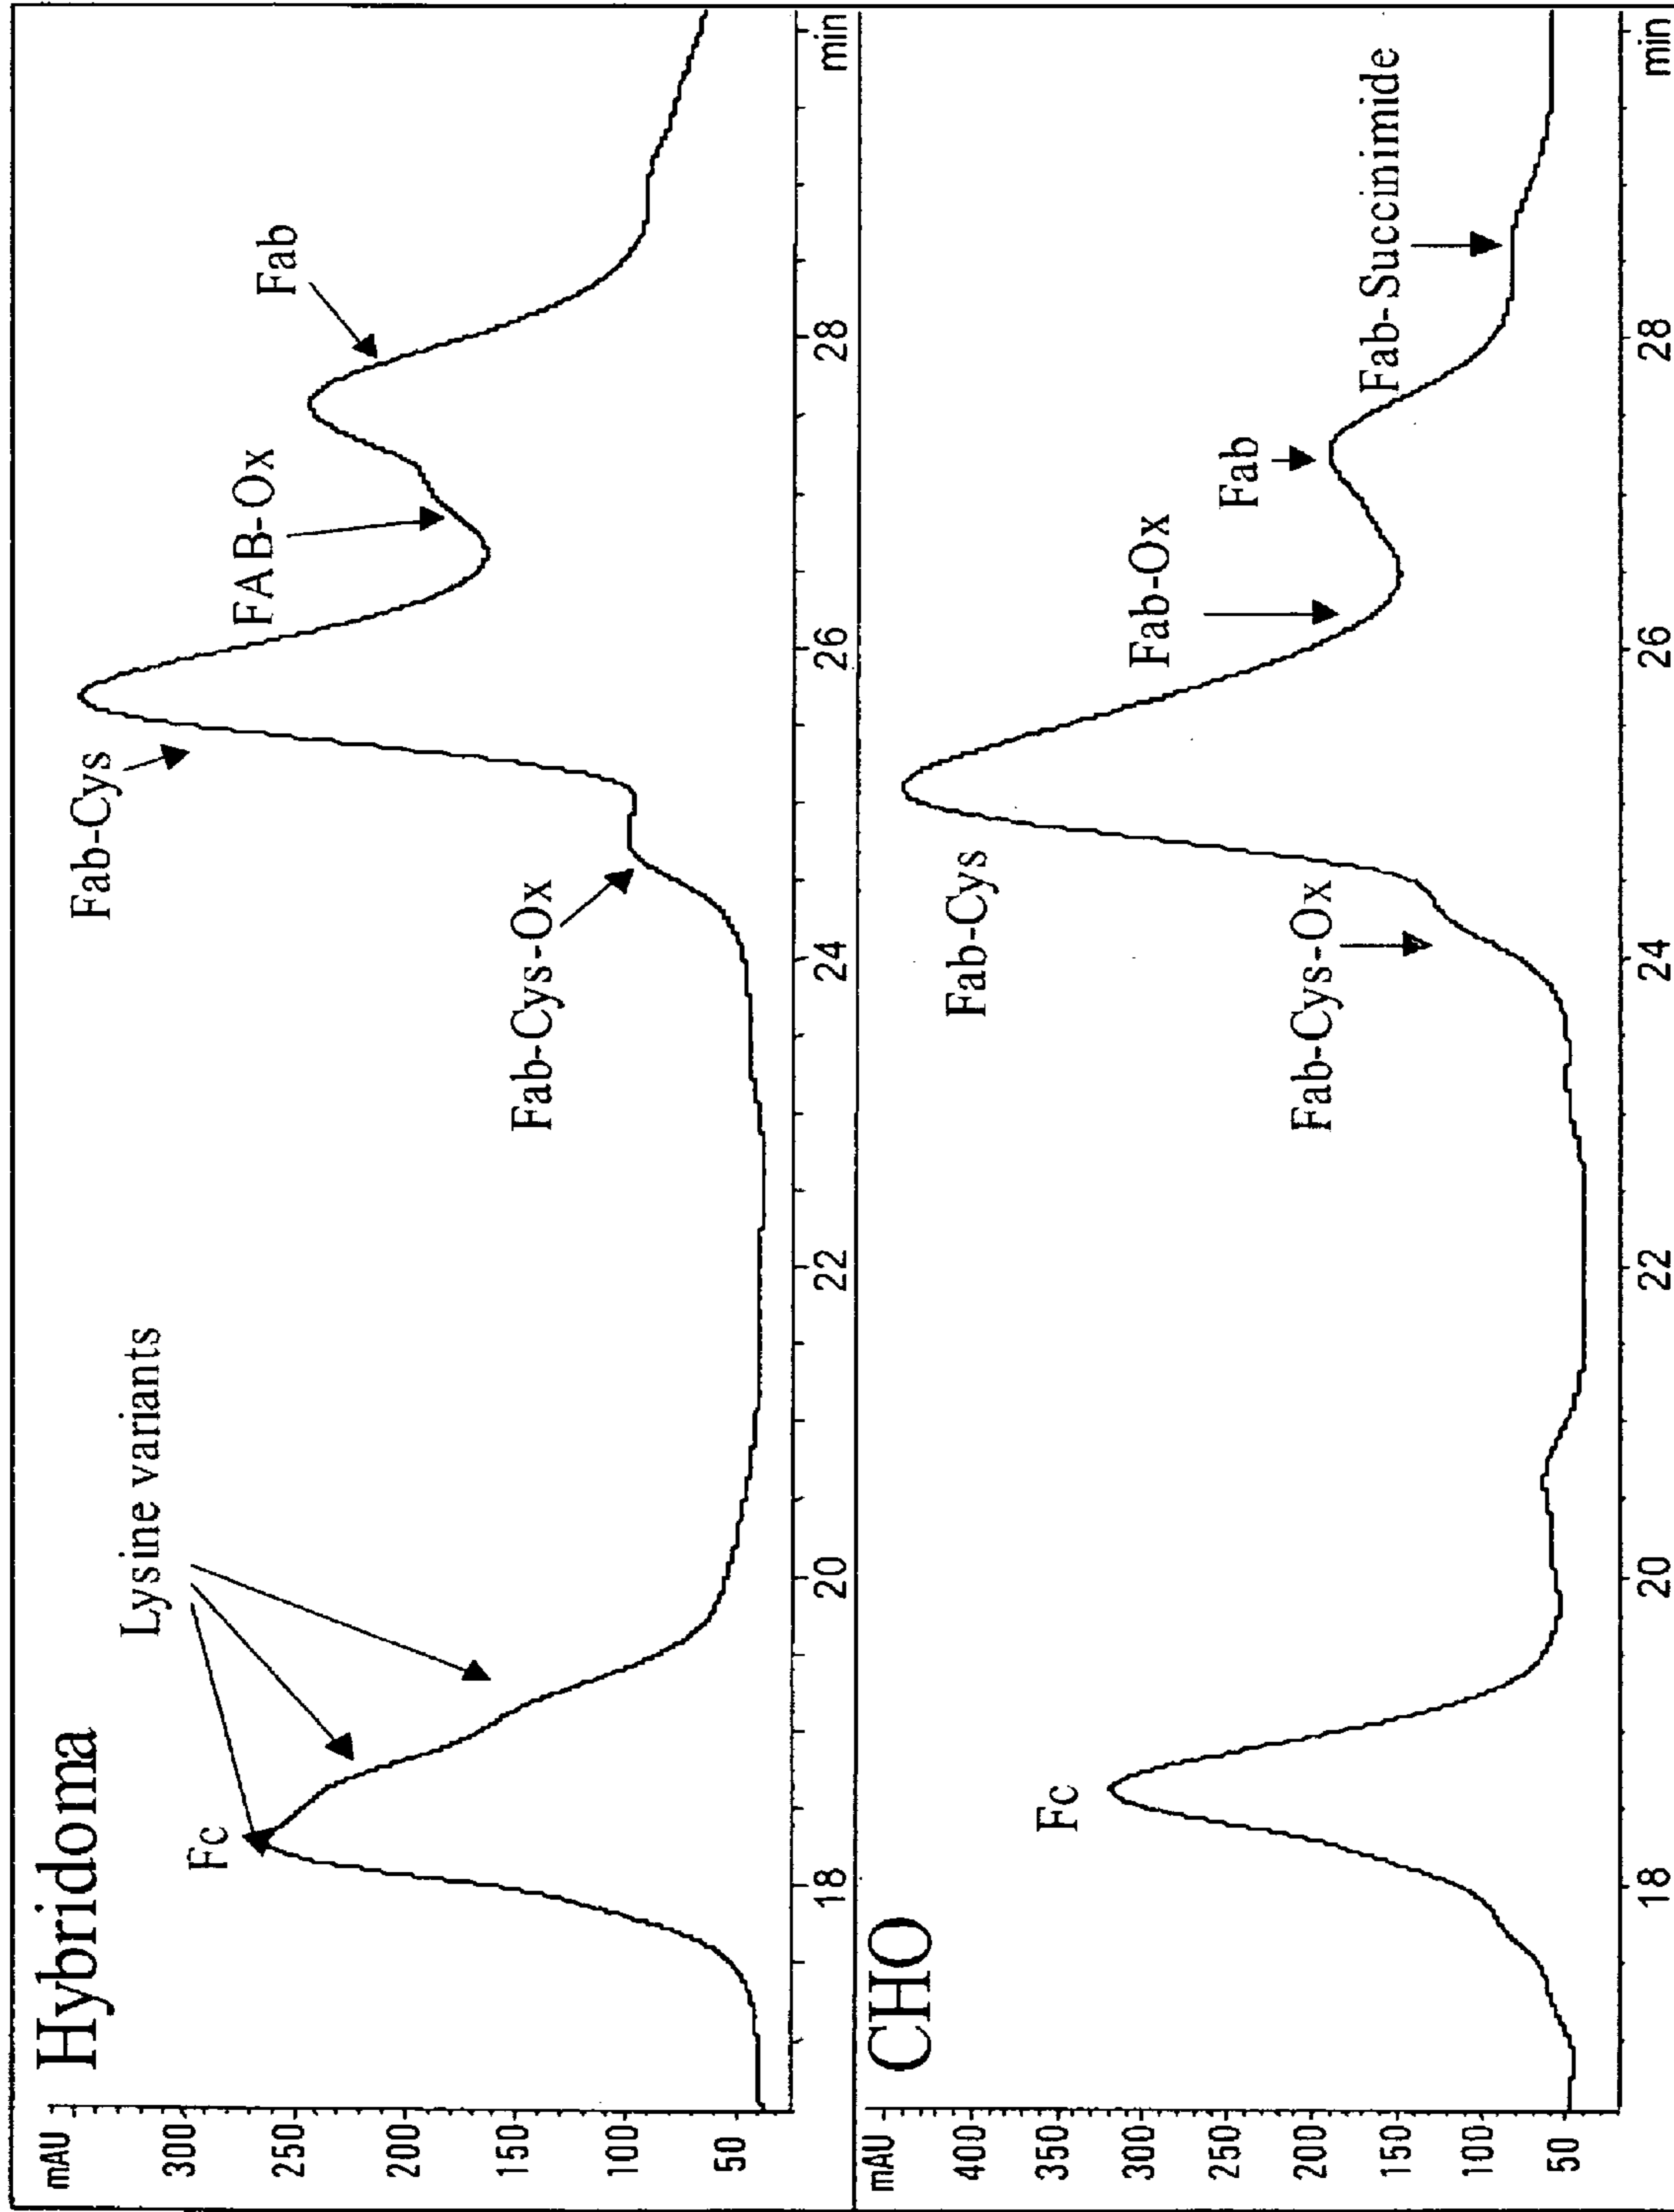 Hybridoma
mAU
300
250
200
150
100
50
Fc
Lysine variants
Fab-Cys-Ox
Fab-Cys
FAB-Ox
Fab
18
20
22
24
26
28
min
CHO
mAU
400
350
300
250
200
150
100
50
Fc
Fab-Cys-Ox
Fab-Cys
Fab-Ox
Fab
Fab-Succinimide
18
20
22
24
26
28
min